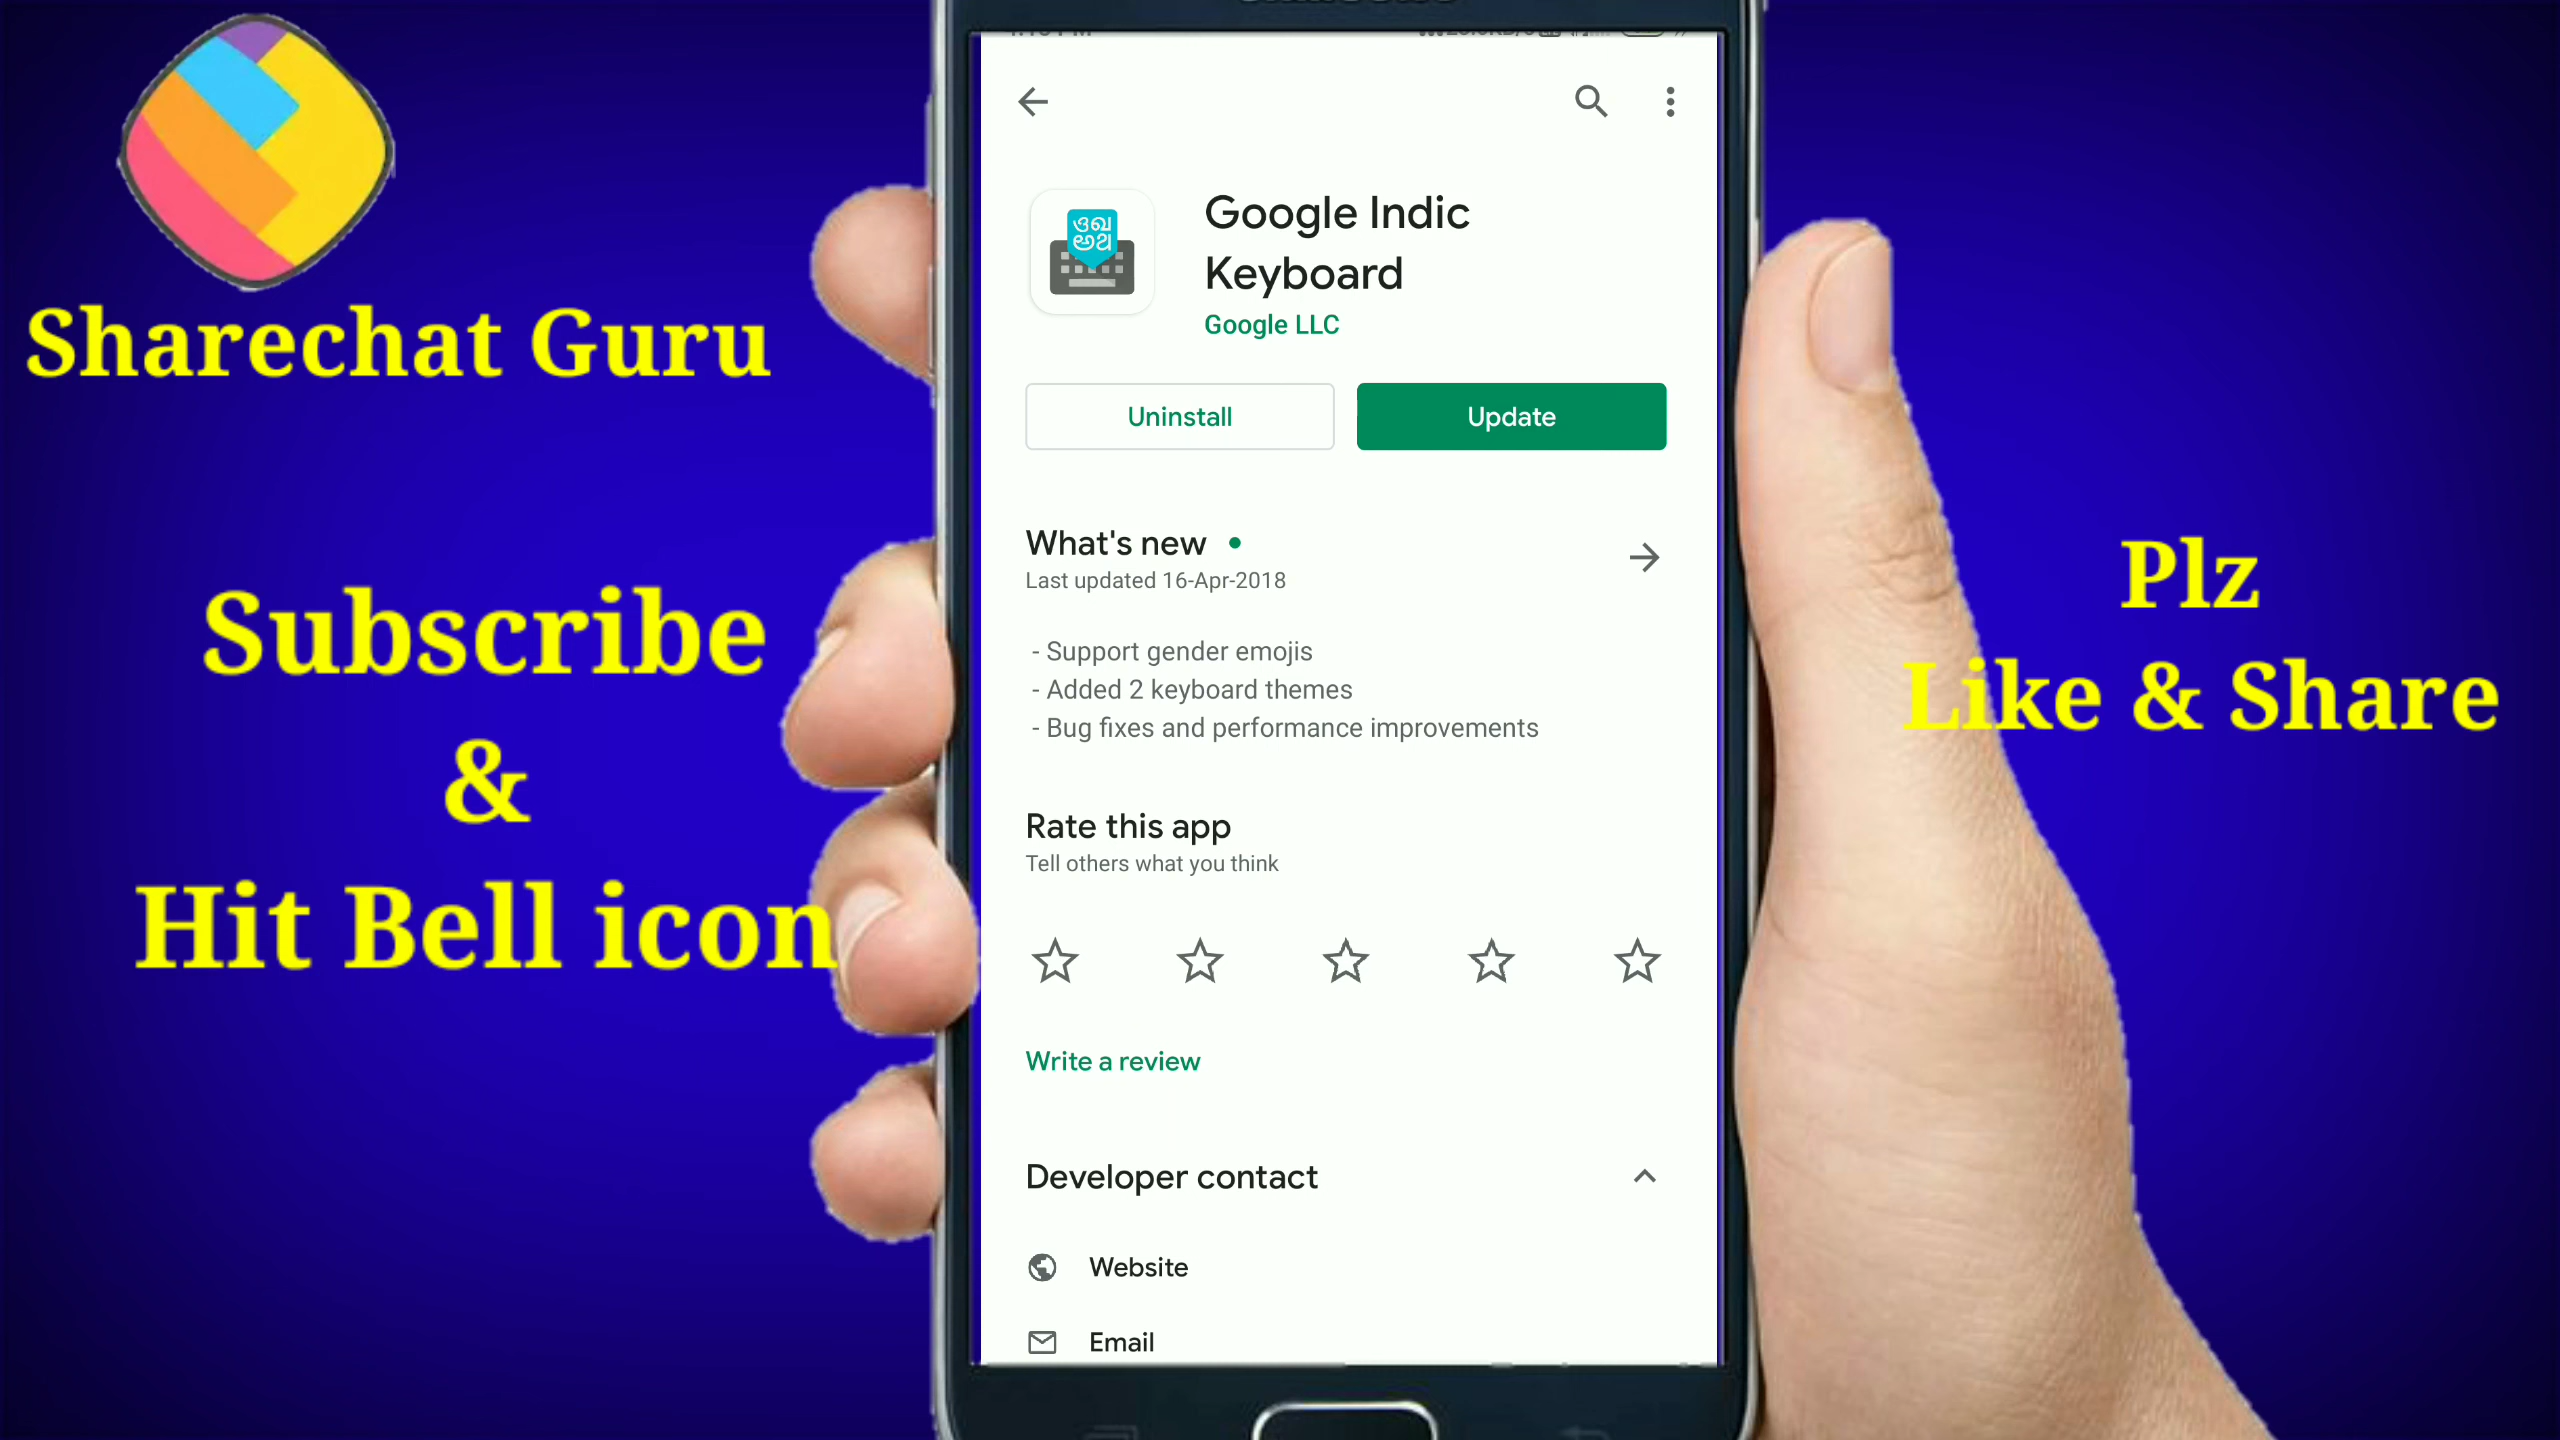 Sharechat Guru
Subscribe
&
Hit Bell icon
Google Indic
Keyboard
Google LLC
Uninstall
Update
What's new
Last updated 16-Apr-2018
- Support gender emojis
- Added 2 keyboard themes
- Bug fixes and performance improvements
Rate this app
Tell others what you think
Write a review
Developer contact
Website
Email
Plz
Like & Share